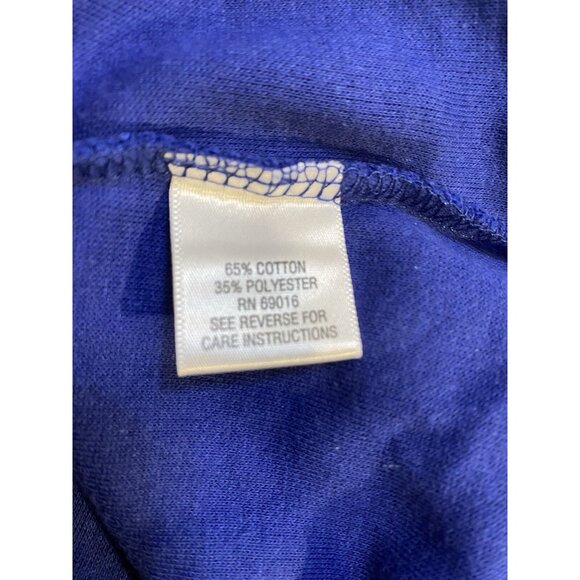 65% COTTON
35% POLYESTER
RN 69016
SEE REVERSE FOR
CARE INSTRUCTIONS